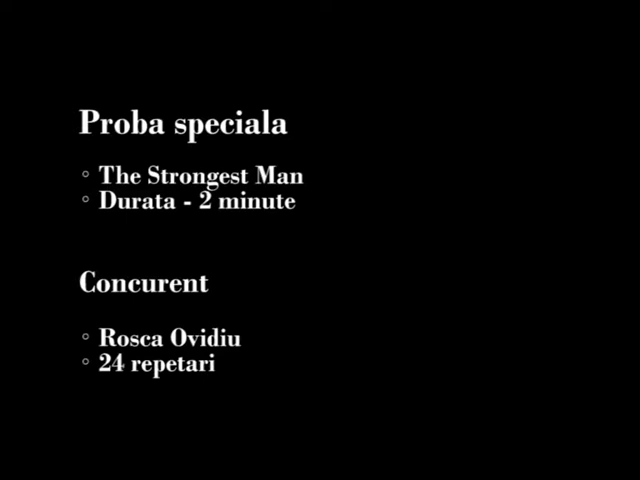 Proba speciala
◦ The Strongest Man
◦ Durata - 2 minute
Concurent
◦ Rosca Ovidiu
◦ 24 repetari